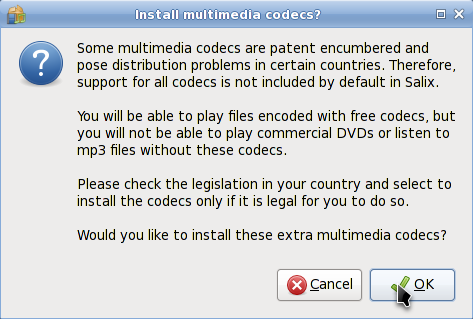 Install multimedia codecs?
Some multimedia codecs are patent encumbered and
pose distribution problems in certain countries. Therefore,
support for all codecs is not included by default in Salix.
You will be able to play files encoded with free codecs, but
you will not be able to play commercial DVDs or listen to
mp3 files without these codecs.
Please check the legislation in your country and select to
install the codecs only if it is legal for you to do so.
Would you like to install these extra multimedia codecs?
Cancel
OK